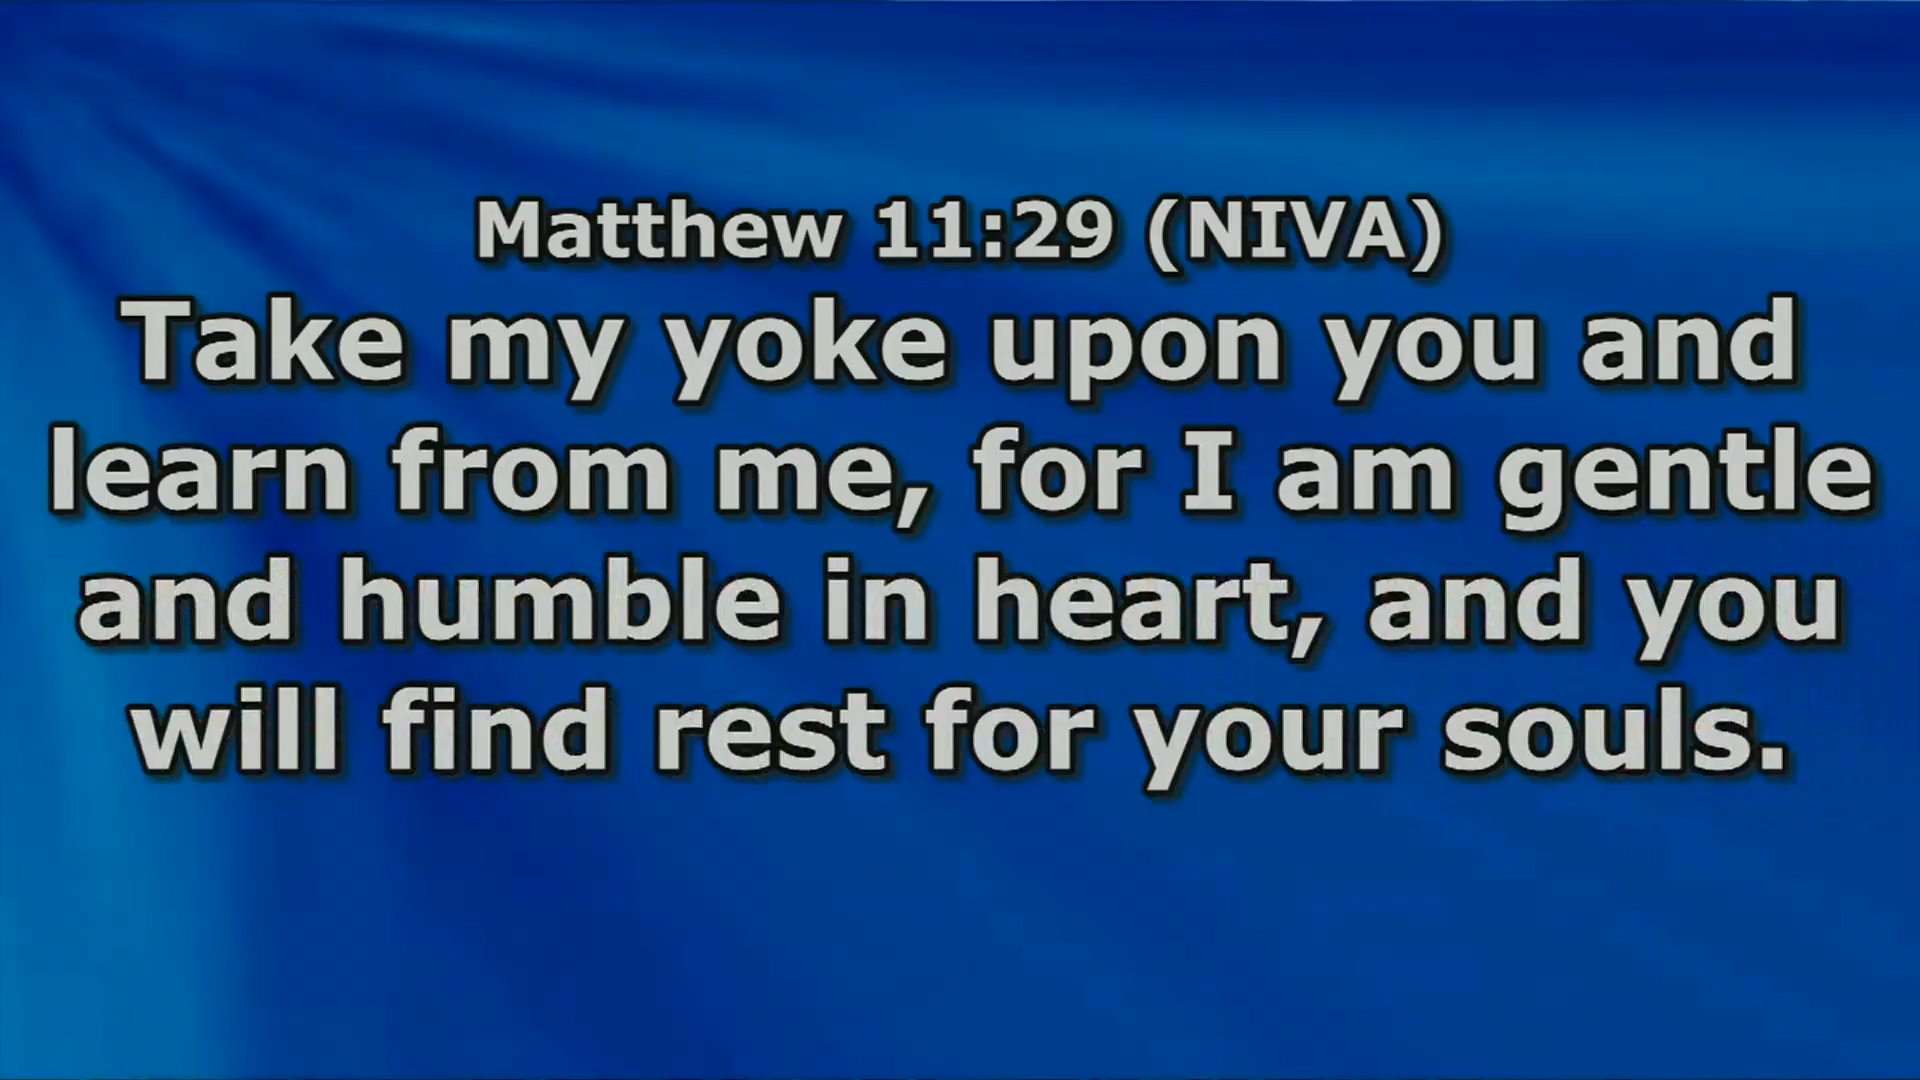 Matthew 11:29 (NIVA)
Take my yoke upon you and
learn from me, for I am gentle
and humble in heart, and you
will find rest for your souls.